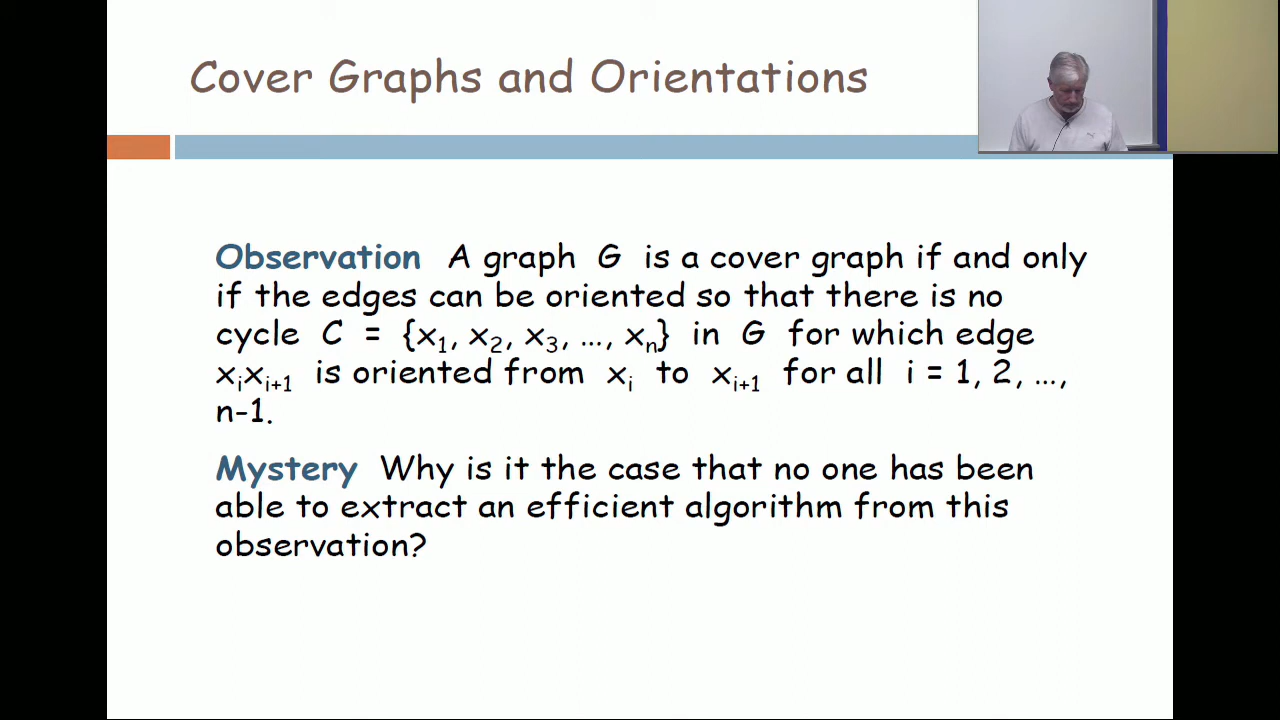 Cover Graphs and Orientations
Observation A graph G is a cover graph if and only
if the edges can be oriented so that there is no
cycle C = {x₁, x₂, x₃, ..., xₙ} in G for which edge
xᵢxᵢ₊₁ is oriented from xᵢ to xᵢ₊₁ for all i = 1, 2, ...,
n-1.
Mystery Why is it the case that no one has been
able to extract an efficient algorithm from this
observation?